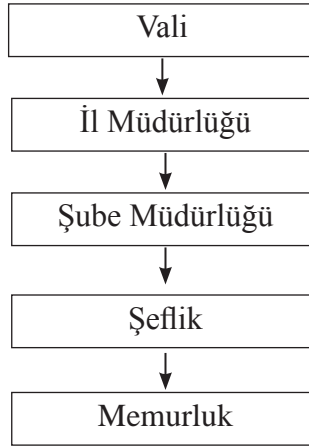 Vali
İl Müdürlüğü
Şube Müdürlüğü
Şeflik
Memurluk